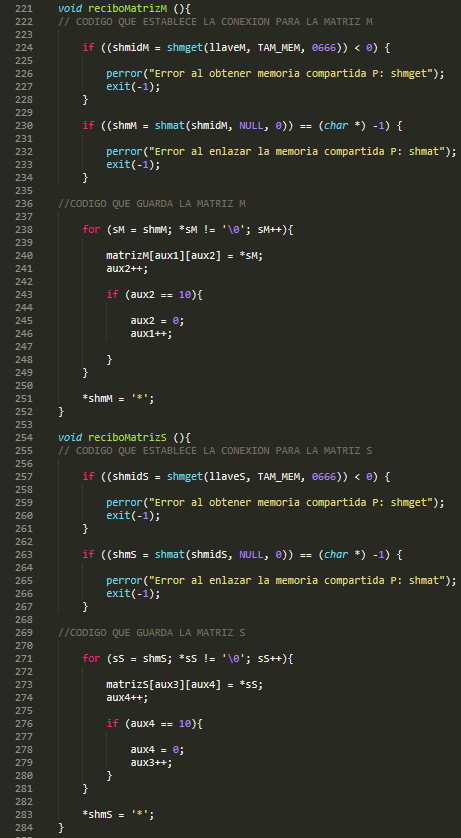 221 void reciboMatrizM (){
222 // CODIGO QUE ESTABLECE LA CONEXION PARA LA MATRIZ M
223
224 if ((shmidM = shmget(llaveM, TAM_MEM, 0666)) < 0) {
225
226 perror("Error al obtener memoria compartida P: shmget");
227 exit(-1);
228 }
229
230 if ((shmM = shmat(shmidM, NULL, 0)) == (char *) -1) {
231
232 perror("Error al enlazar la memoria compartida P: shmat");
233 exit(-1);
234 }
235
236 //CODIGO QUE GUARDA LA MATRIZ M
237
238 for (sM = shmM; *sM != '\0'; sM++){
239
240 matrizM[aux1][aux2] = *sM;
241 aux2++;
242
243 if (aux2 == 10){
244
245 aux2 = 0;
246 aux1++;
247
248 }
249 }
250
251 *shmM = '*';
252 }
253
254 void reciboMatrizS (){
255 // CODIGO QUE ESTABLECE LA CONEXION PARA LA MATRIZ S
256
257 if ((shmidS = shmget(llaveS, TAM_MEM, 0666)) < 0) {
258
259 perror("Error al obtener memoria compartida P: shmget");
260 exit(-1);
261 }
262
263 if ((shmS = shmat(shmidS, NULL, 0)) == (char *) -1) {
264
265 perror("Error al enlazar la memoria compartida P: shmat");
266 exit(-1);
267 }
268
269 //CODIGO QUE GUARDA LA MATRIZ S
270
271 for (sS = shmS; *sS != '\0'; sS++){
272
273 matrizS[aux3][aux4] = *sS;
274 aux4++;
275
276 if (aux4 == 10){
277
278 aux4 = 0;
279 aux3++;
280 }
281 }
282
283 *shmS = '*';
284 }